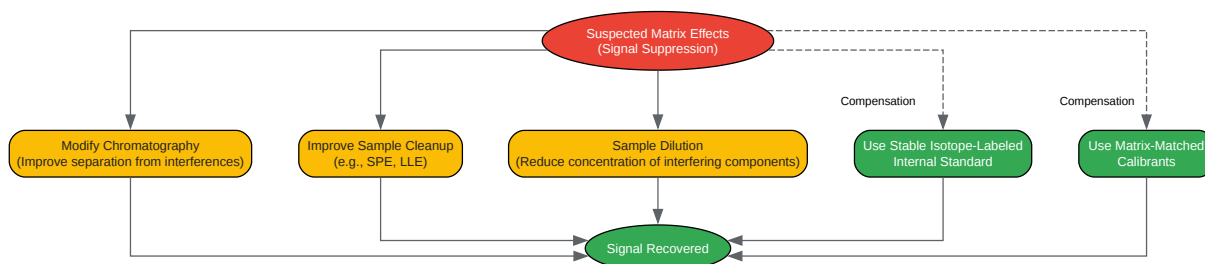 Suspected Matrix Effects
(Signal Suppression)
Compensation
Compensation
Modify Chromatography
(Improve separation from interferences)
Improve Sample Cleanup
(e.g., SPE, LLE)
Sample Dilution
(Reduce concentration of interfering components)
Use Stable Isotope-Labeled
Internal Standard
Use Matrix-Matched
Calibrants
Signal Recovered